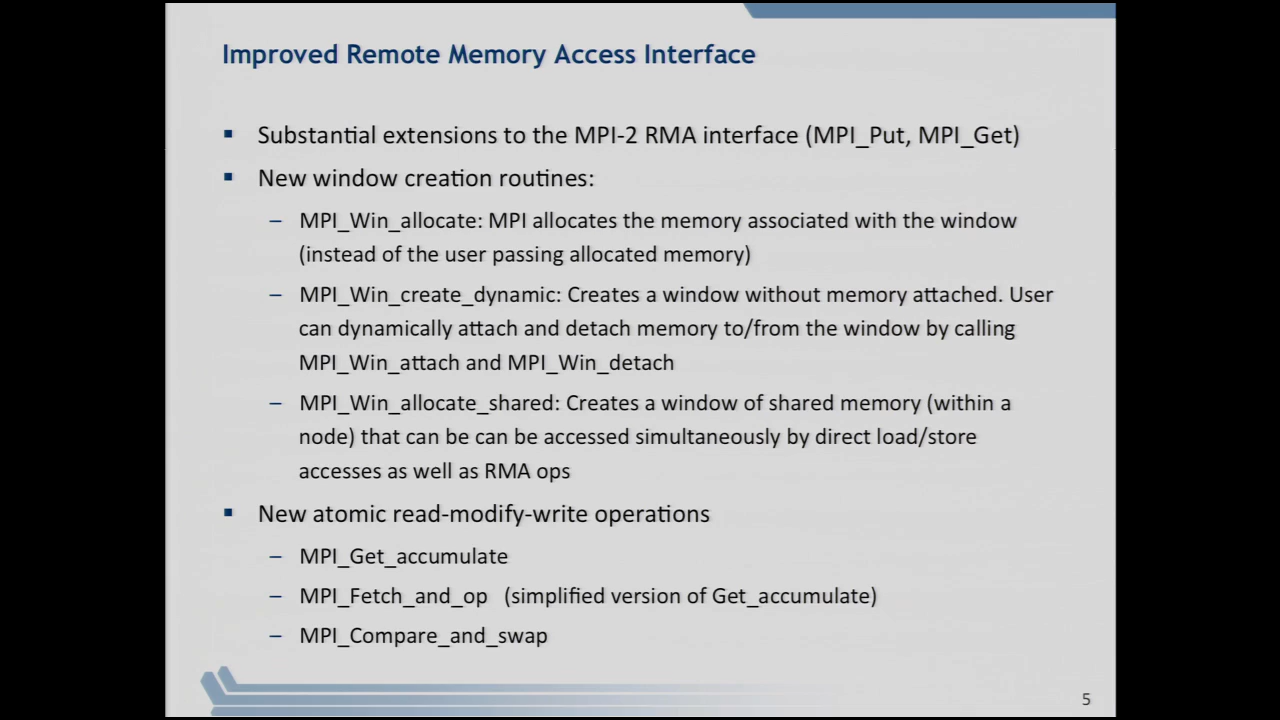 Improved Remote Memory Access Interface
▪ Substantial extensions to the MPI-2 RMA interface (MPI_Put, MPI_Get)
▪ New window creation routines:
– MPI_Win_allocate: MPI allocates the memory associated with the window
(instead of the user passing allocated memory)
– MPI_Win_create_dynamic: Creates a window without memory attached. User
can dynamically attach and detach memory to/from the window by calling
MPI_Win_attach and MPI_Win_detach
– MPI_Win_allocate_shared: Creates a window of shared memory (within a
node) that can be can be accessed simultaneously by direct load/store
accesses as well as RMA ops
▪ New atomic read-modify-write operations
– MPI_Get_accumulate
– MPI_Fetch_and_op (simplified version of Get_accumulate)
– MPI_Compare_and_swap
5